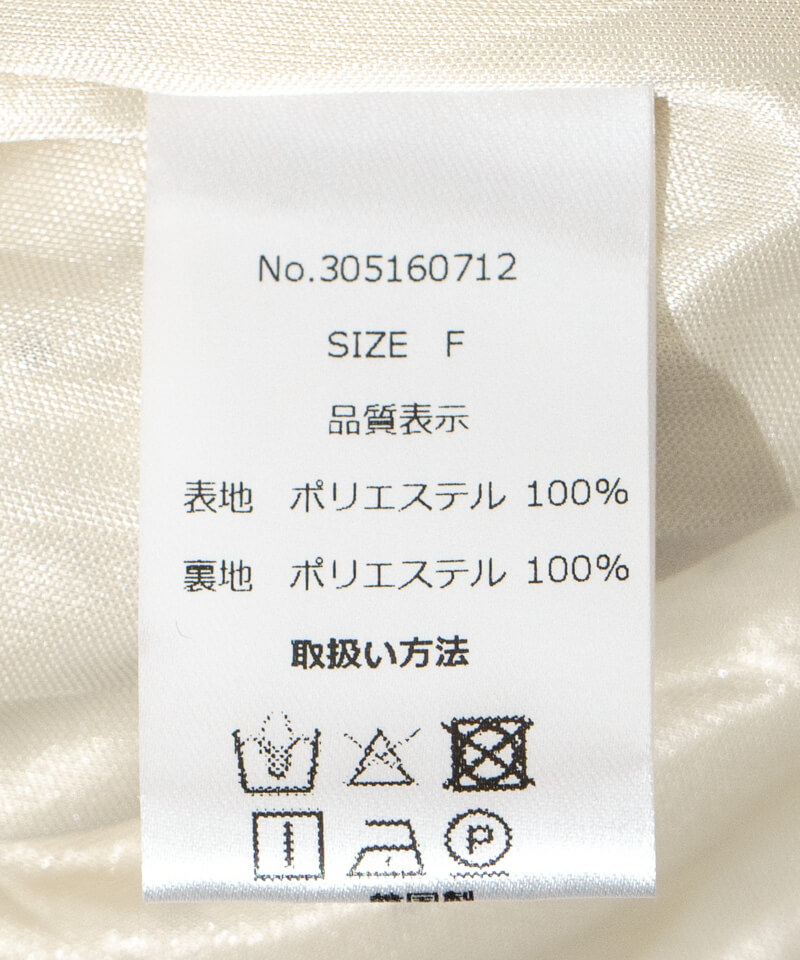 No.305160712
SIZE F
品質表示
表地 ポリエステル 100%
裏地 ポリエステル 100%
取扱い方法
P